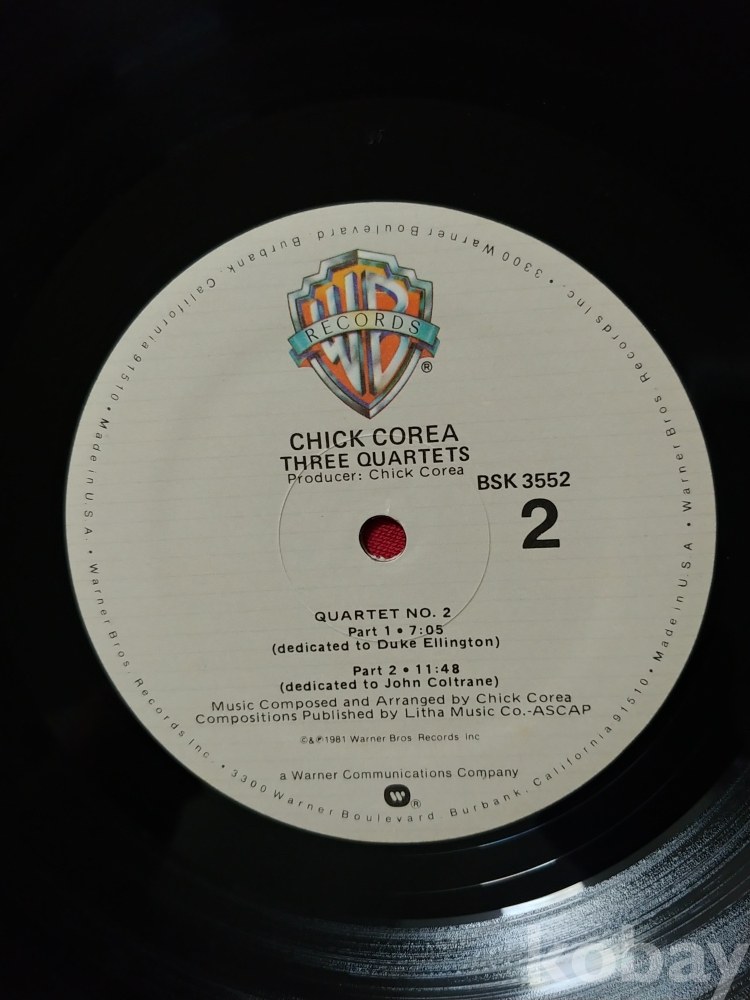 WB
RECORDS
®
CHICK COREA
THREE QUARTETS
Producer: Chick Corea
BSK 3552
2
QUARTET NO. 2
Part 1 • 7:05
(dedicated to Duke Ellington)
Part 2 • 11:48
(dedicated to John Coltrane)
Music Composed and Arranged by Chick Corea
Compositions Published by Litha Music Co.-ASCAP
©&℗1981 Warner Bros. Records Inc
a Warner Communications Company
W®
Made in U.S.A. • Warner Bros. Records Inc. • 3300 Warner Boulevard, Burbank, California 91510 • Made in U.S.A. • Warner Bros. Records Inc. • 3300 Warner Boulevard, Burbank, California 91510 •
kobay